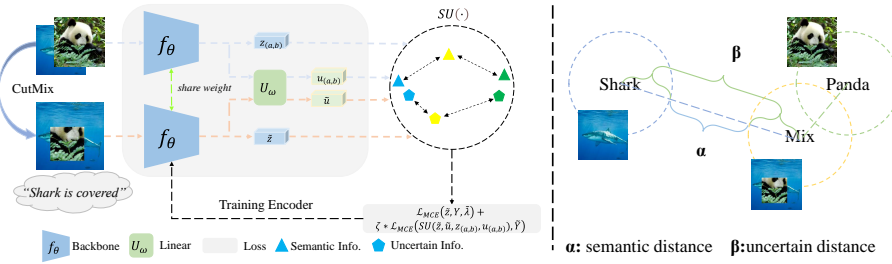 SU(·)
f_θ
z_(a,b)
CutMix
share weight
U_ω
u_(a,b)
ũ
f_θ
z̃
"Shark is covered"
Training Encoder
ℒ_MCE(z̃, Y, λ̃) +
ζ * ℒ_MCE(SU(z̃, ũ, z_(a,b), u_(a,b)), Ỹ)
f_θ Backbone U_ω Linear Loss Semantic Info. Uncertain Info.
β
Shark
Panda
Mix
α
α: semantic distance β:uncertain distance